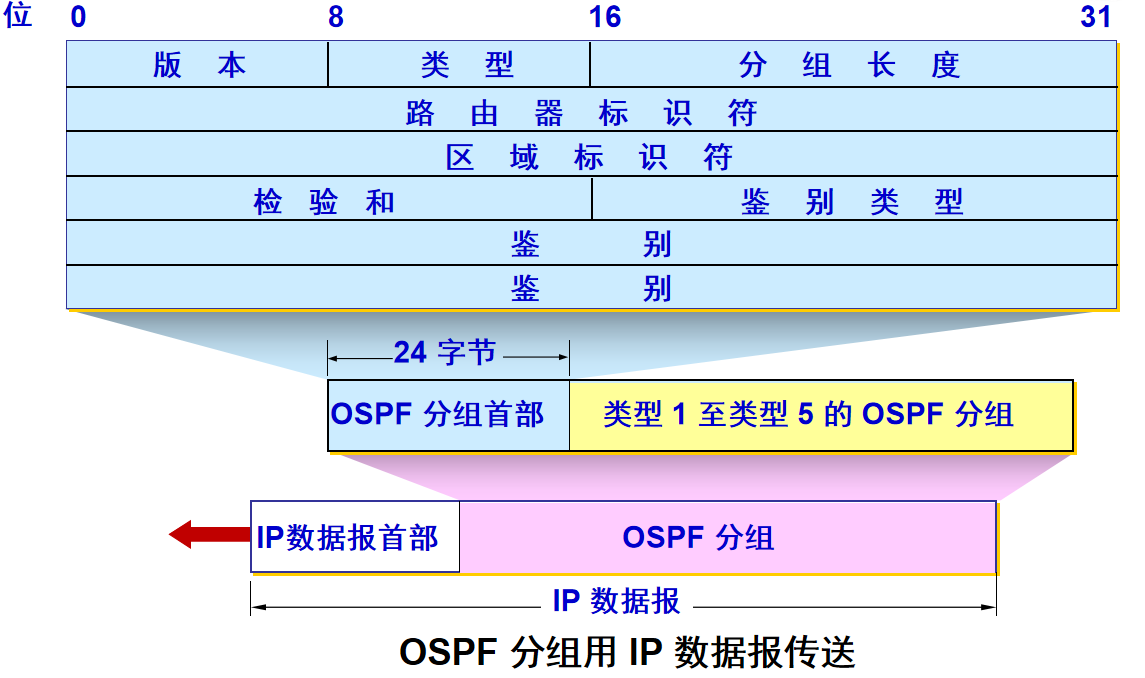 位 0 8 16 31
版 本 类 型 分 组 长 度
路 由 器 标 识 符
区 域 标 识 符
检 验 和 鉴 别 类 型
鉴 别
鉴 别
24 字节
OSPF 分组首部 类型 1 至类型 5 的 OSPF 分组
IP数据报首部 OSPF 分组
IP 数据报
OSPF 分组用 IP 数据报传送